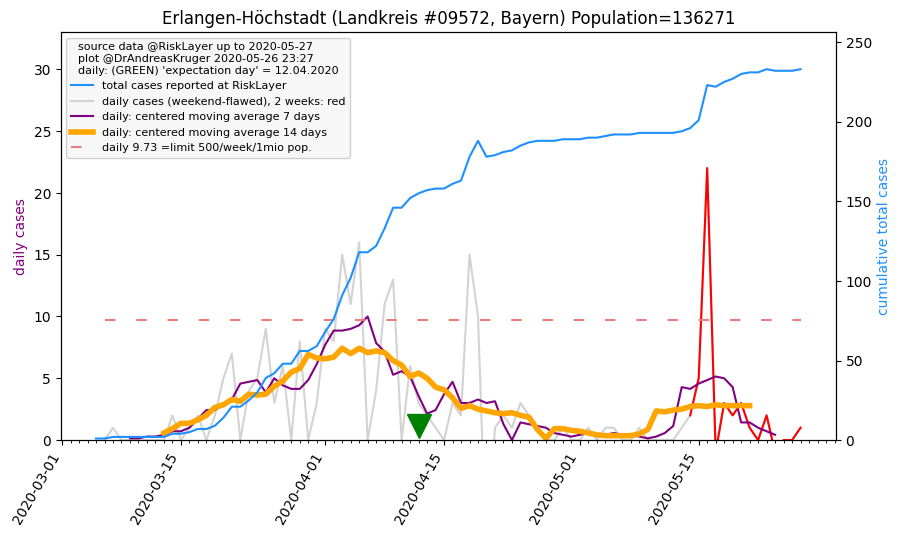 Erlangen-Höchstadt (Landkreis #09572, Bayern) Population=136271
source data @RiskLayer up to 2020-05-27
plot @DrAndreasKruger 2020-05-26 23:27
daily: (GREEN) 'expectation day' = 12.04.2020
total cases reported at RiskLayer
daily cases (weekend-flawed), 2 weeks: red
daily: centered moving average 7 days
daily: centered moving average 14 days
daily 9.73 =limit 500/week/1mio pop.
daily cases
30
25
20
15
10
5
0
cumulative total cases
250
200
150
100
50
0
2020-03-01
2020-03-15
2020-04-01
2020-04-15
2020-05-01
2020-05-15